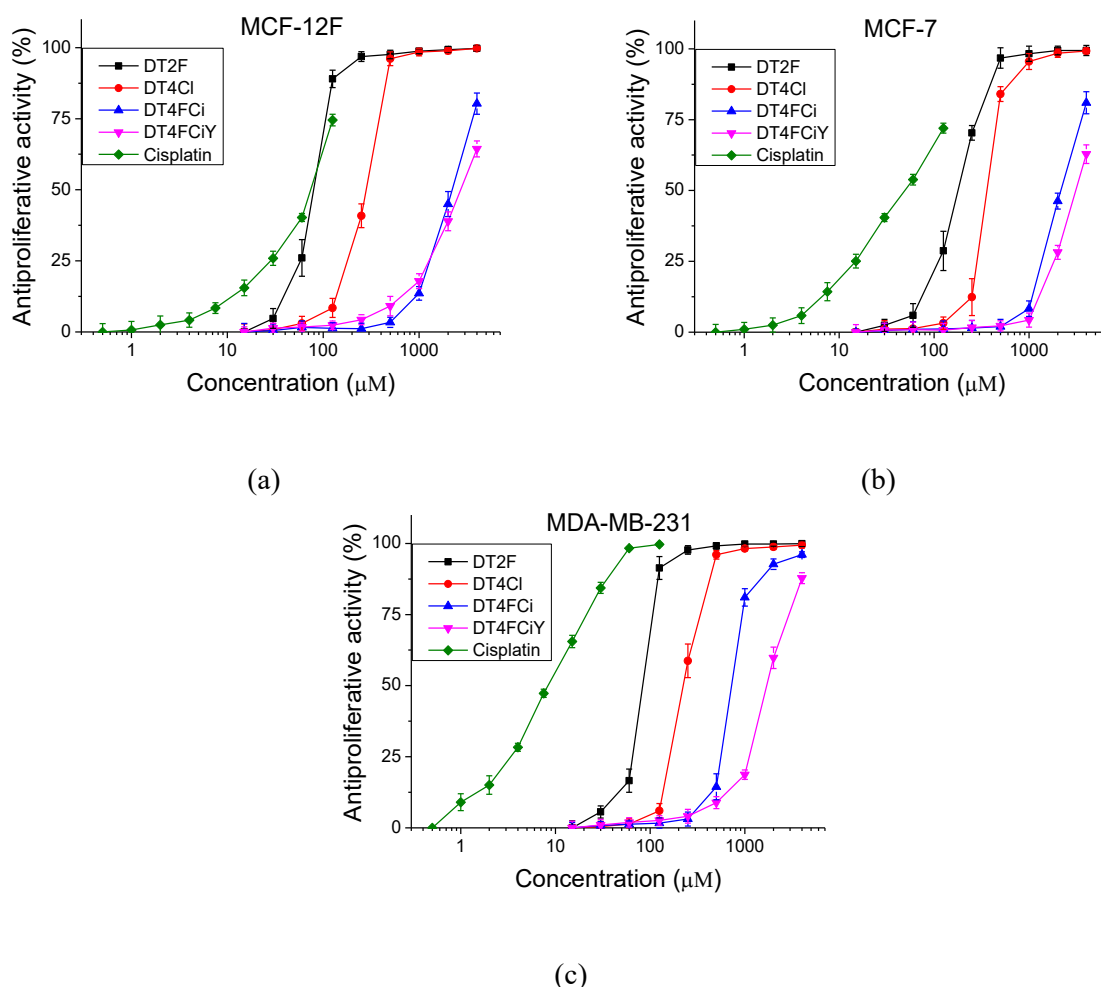 MCF-12F
Antiproliferative activity (%)
100
75
50
25
0
DT2F
DT4Cl
DT4FCi
DT4FCiY
Cisplatin
1 10 100 1000
Concentration (μM)
(a)
MCF-7
Antiproliferative activity (%)
100
75
50
25
0
DT2F
DT4Cl
DT4FCi
DT4FCiY
Cisplatin
1 10 100 1000
Concentration (μM)
(b)
MDA-MB-231
Antiproliferative activity (%)
100
75
50
25
0
DT2F
DT4Cl
DT4FCi
DT4FCiY
Cisplatin
1 10 100 1000
Concentration (μM)
(c)